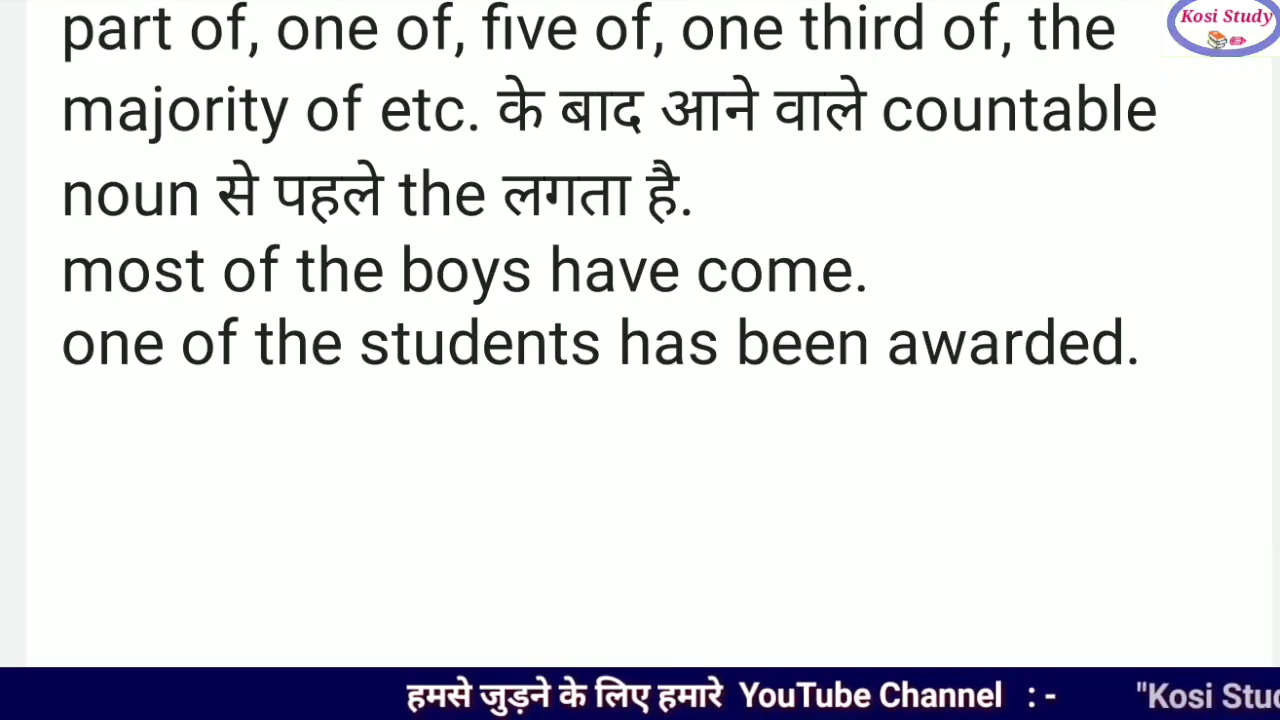 Kosi Study
part of, one of, five of, one third of, the
majority of etc. के बाद आने वाले countable
noun से पहले the लगता है.
most of the boys have come.
one of the students has been awarded.
हमसे जुड़ने के लिए हमारे YouTube Channel : - "Kosi Stu